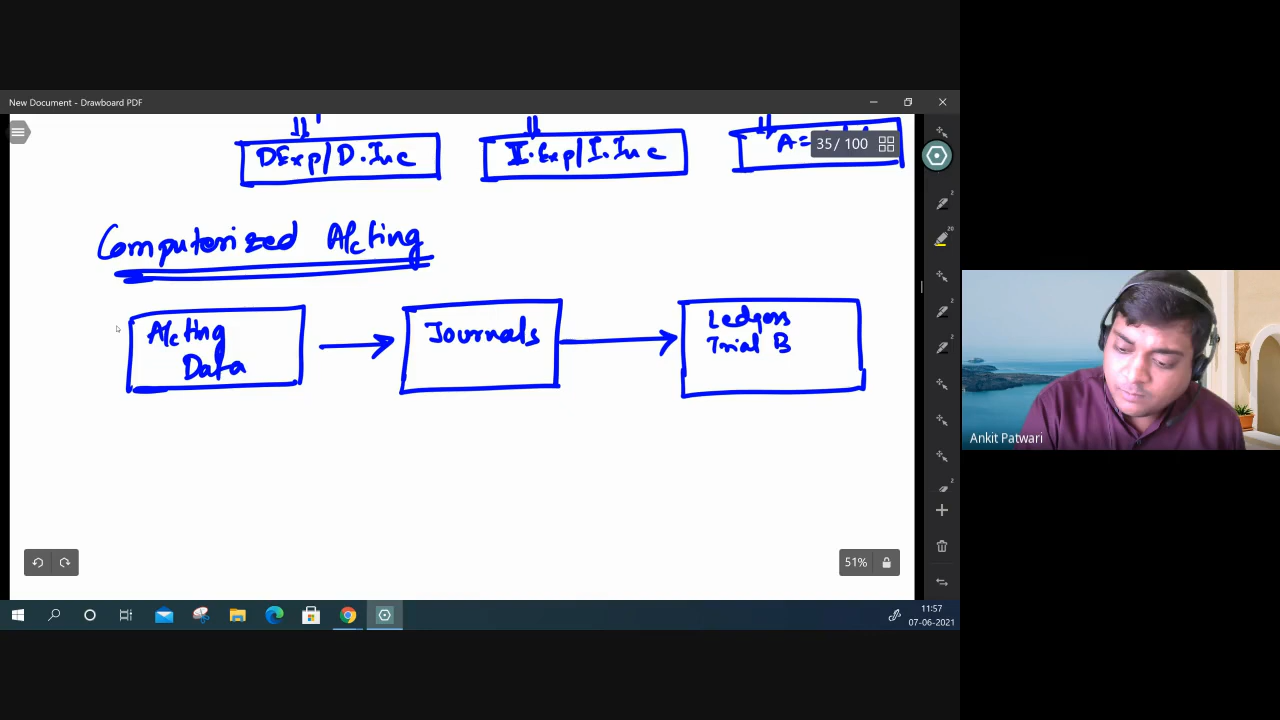 New Document - Drawboard PDF
35 / 100
DExp/ D. Inc
I. Exp/ I. Inc
A =
Computerized A/cting
A/cting
Data
Journals
Ledgers
Trial B
Ankit Patwari
51%
11:57
07-06-2021